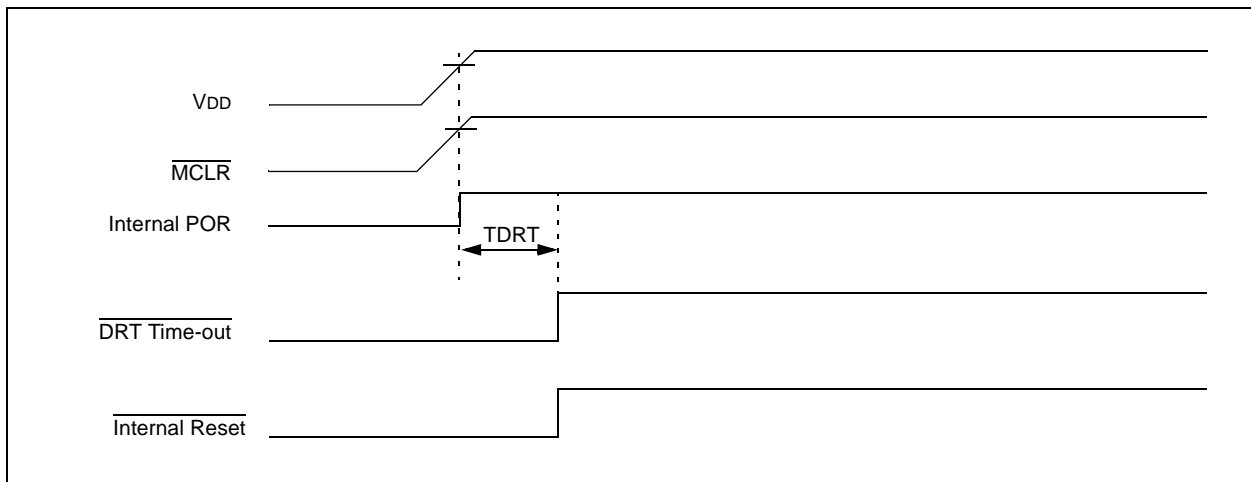 VDD
MCLR
Internal POR
TDRT
DRT Time-out
Internal Reset